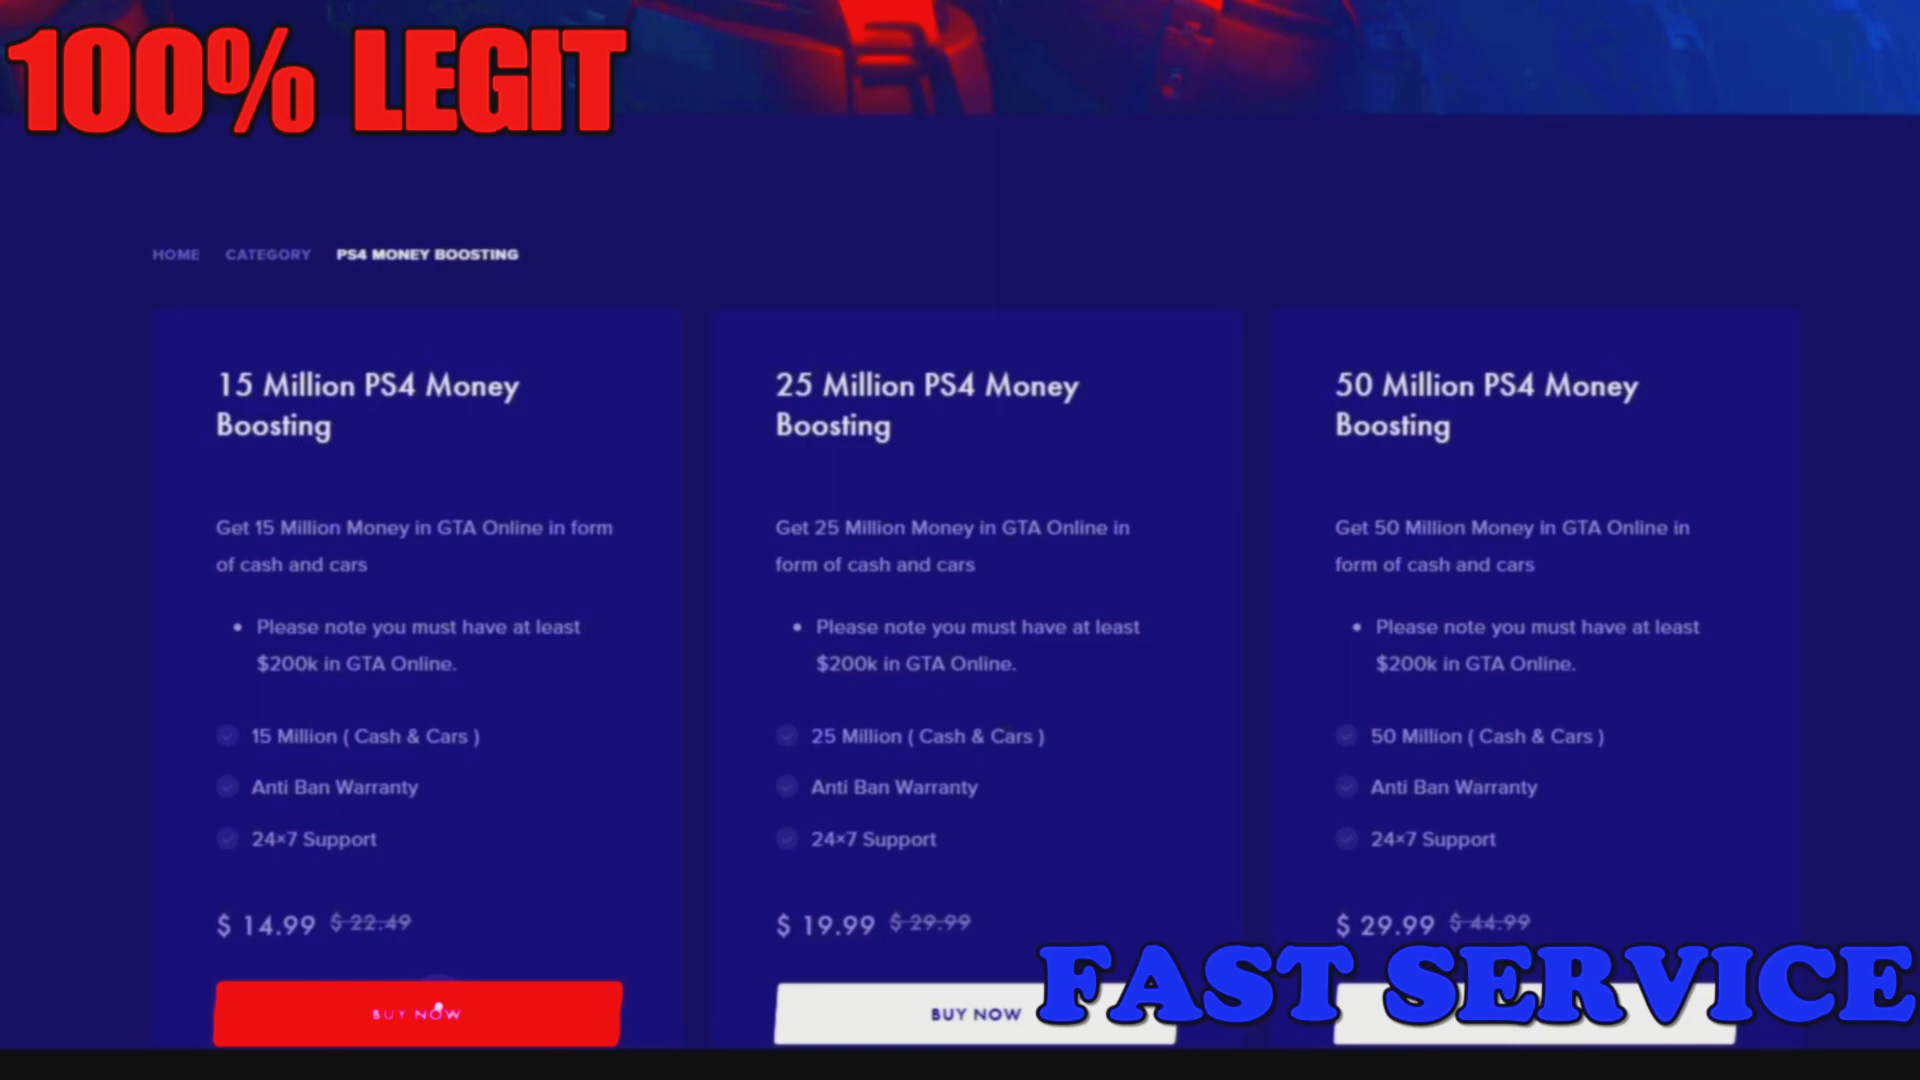 100% LEGIT
HOME CATEGORY PS4 MONEY BOOSTING
15 Million PS4 Money
Boosting
Get 15 Million Money in GTA Online in form
of cash and cars
Please note you must have at least
$200k in GTA Online.
15 Million ( Cash & Cars )
Anti Ban Warranty
24×7 Support
$ 14.99 $ 22.49
BUY NOW
25 Million PS4 Money
Boosting
Get 25 Million Money in GTA Online in
form of cash and cars
Please note you must have at least
$200k in GTA Online.
25 Million ( Cash & Cars )
Anti Ban Warranty
24×7 Support
$ 19.99 $ 29.99
BUY NOW
50 Million PS4 Money
Boosting
Get 50 Million Money in GTA Online in
form of cash and cars
Please note you must have at least
$200k in GTA Online.
50 Million ( Cash & Cars )
Anti Ban Warranty
24×7 Support
$ 29.99 $ 44.99
FAST SERVICE